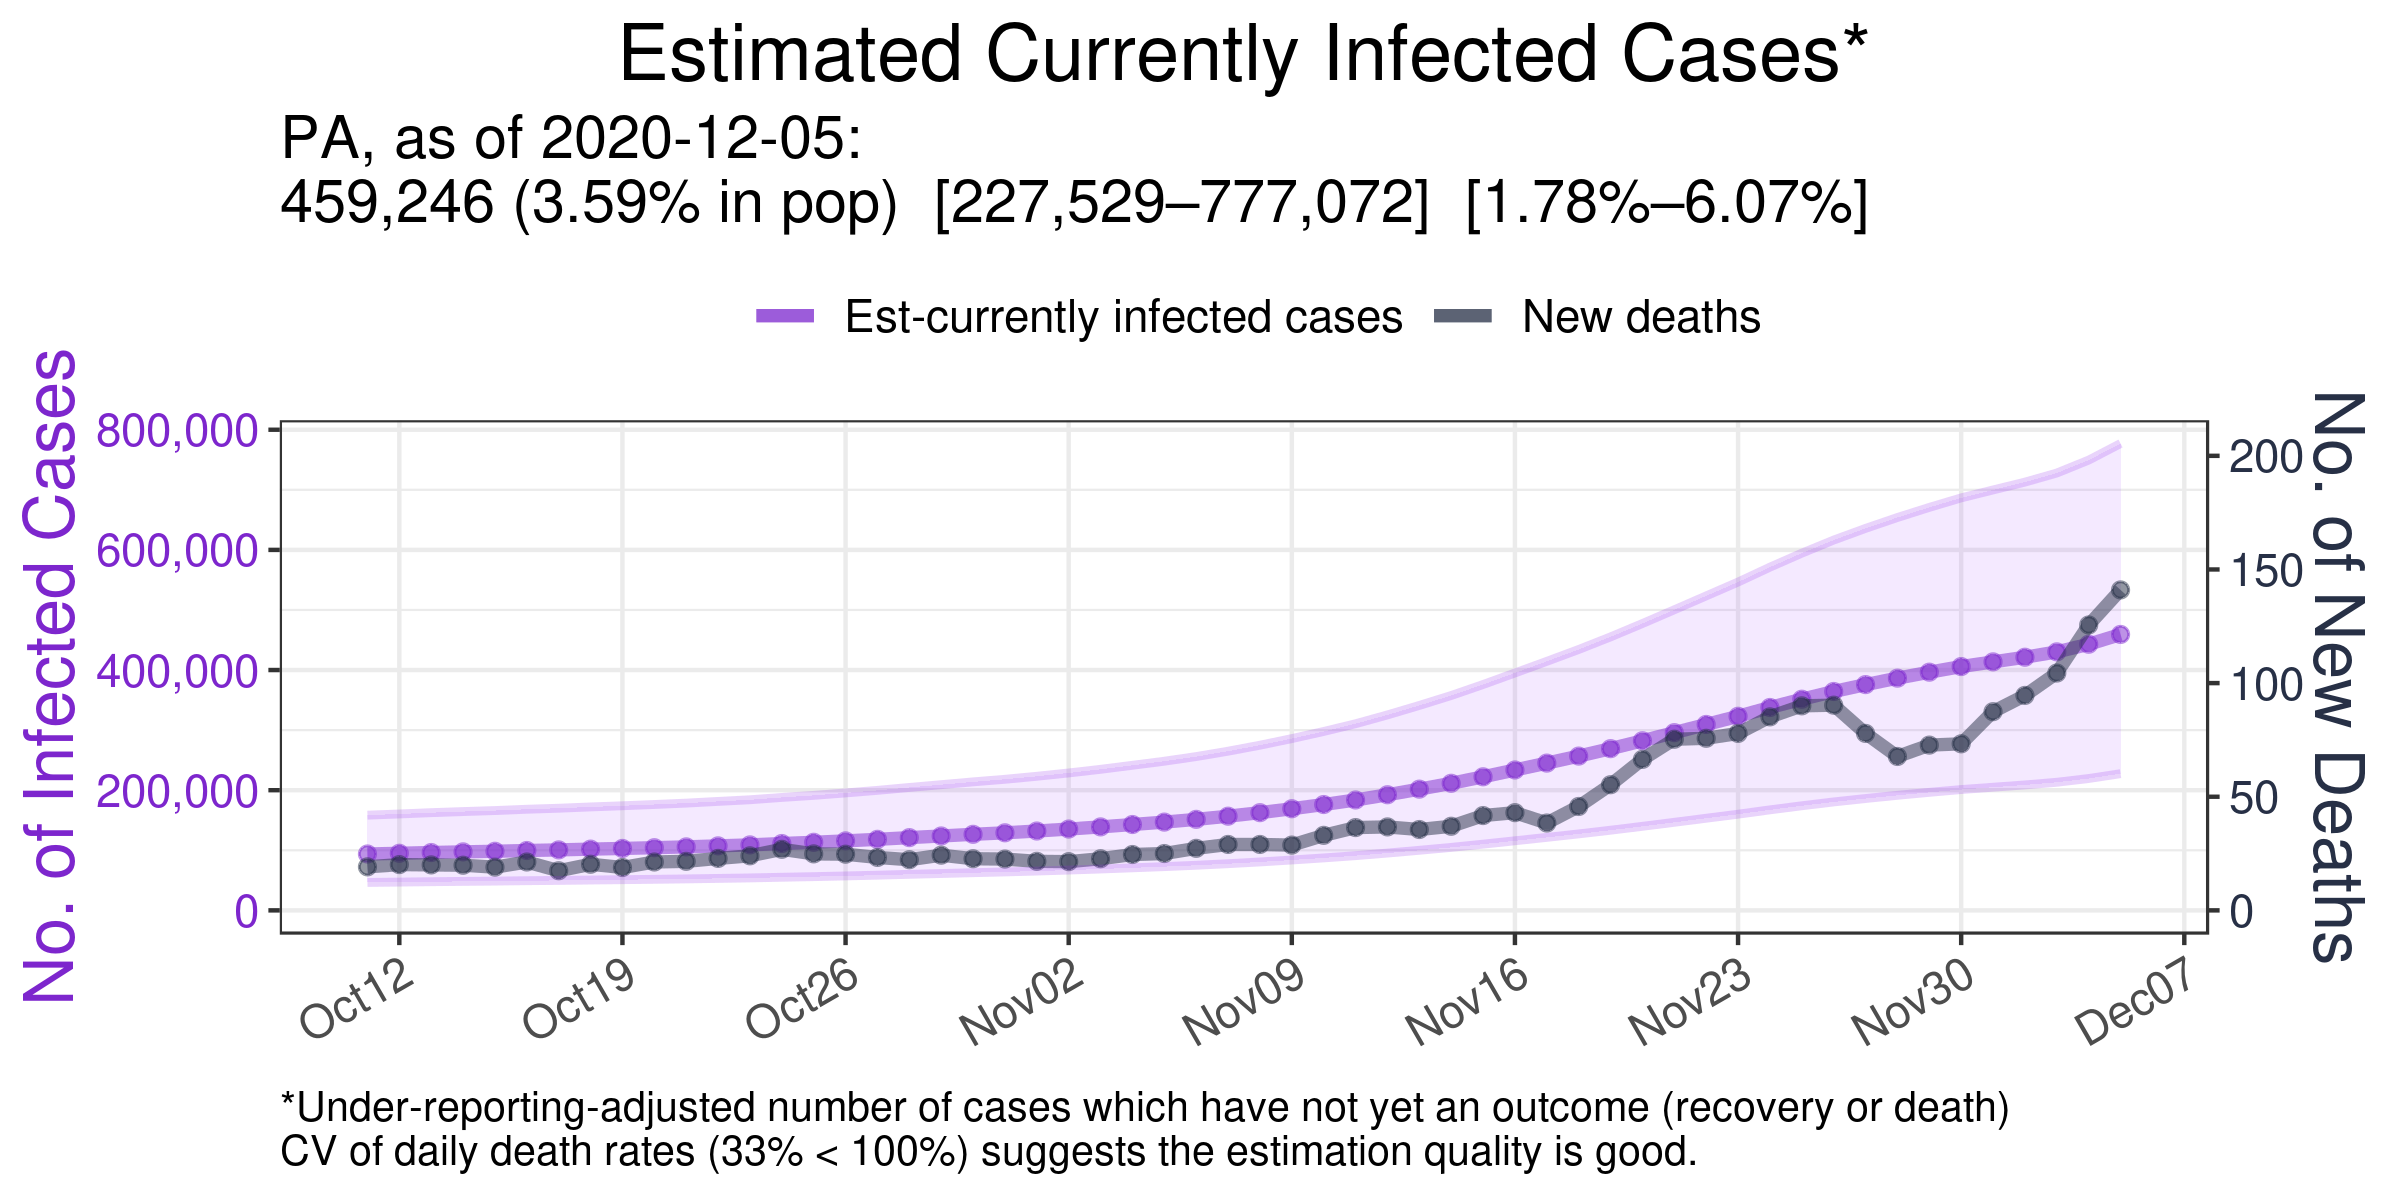 Estimated Currently Infected Cases*
PA, as of 2020-12-05:
459,246 (3.59% in pop)  [227,529–777,072]  [1.78%–6.07%]
Est-currently infected cases
New deaths
No. of Infected Cases
800,000
600,000
400,000
200,000
0
No. of New Deaths
200
150
100
50
0
Oct12
Oct19
Oct26
Nov02
Nov09
Nov16
Nov23
Nov30
Dec07
*Under-reporting-adjusted number of cases which have not yet an outcome (recovery or death)
CV of daily death rates (33% < 100%) suggests the estimation quality is good.